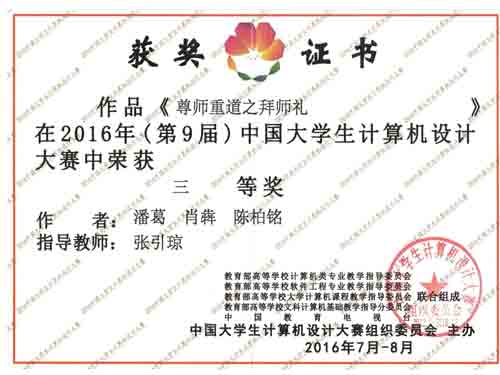 获奖证书
作品《尊师重道之拜师礼》
在2016年(第9届)中国大学生计算机设计
大赛中荣获
三 等奖
作 者:潘葛 肖犇 陈柏铭
指导教师:张引琼
教育部高等学校计算机类专业教学指导委员会
教育部高等学校软件工程专业教学指导委员会
教育部高等学校大学计算机课程教学指导委员会 联合组成
教育部高等学校文科计算机基础教学指导分委员会
中国教育电视台
中国大学生计算机设计大赛组织委员会 主办
2016年7月-8月